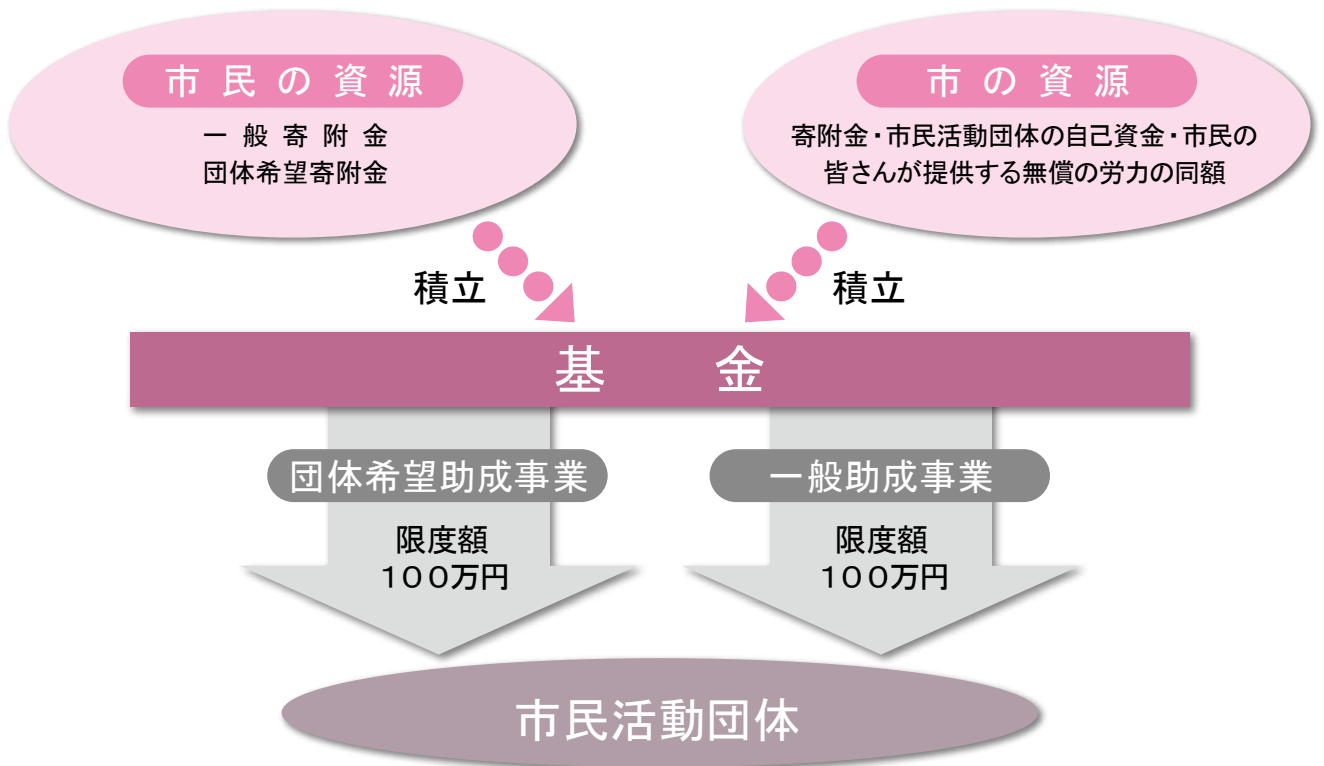 市民の資源
一般寄附金
団体希望寄附金
市の資源
寄附金・市民活動団体の自己資金・市民の
皆さんが提供する無償の労力の同額
積立
積立
基金
団体希望助成事業
限度額
１００万円
一般助成事業
限度額
１００万円
市民活動団体